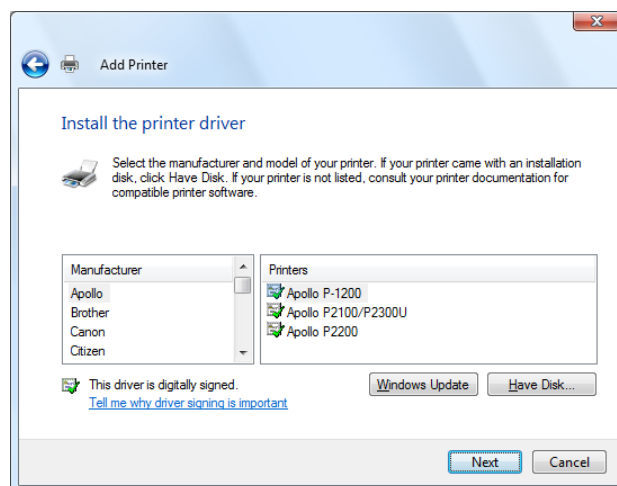 Add Printer
Install the printer driver
Select the manufacturer and model of your printer. If your printer came with an installation
disk, click Have Disk. If your printer is not listed, consult your printer documentation for
compatible printer software.
Manufacturer
Apollo
Brother
Canon
Citizen
Printers
Apollo P-1200
Apollo P2100/P2300U
Apollo P2200
This driver is digitally signed.
Tell me why driver signing is important
Windows Update
Have Disk...
Next
Cancel